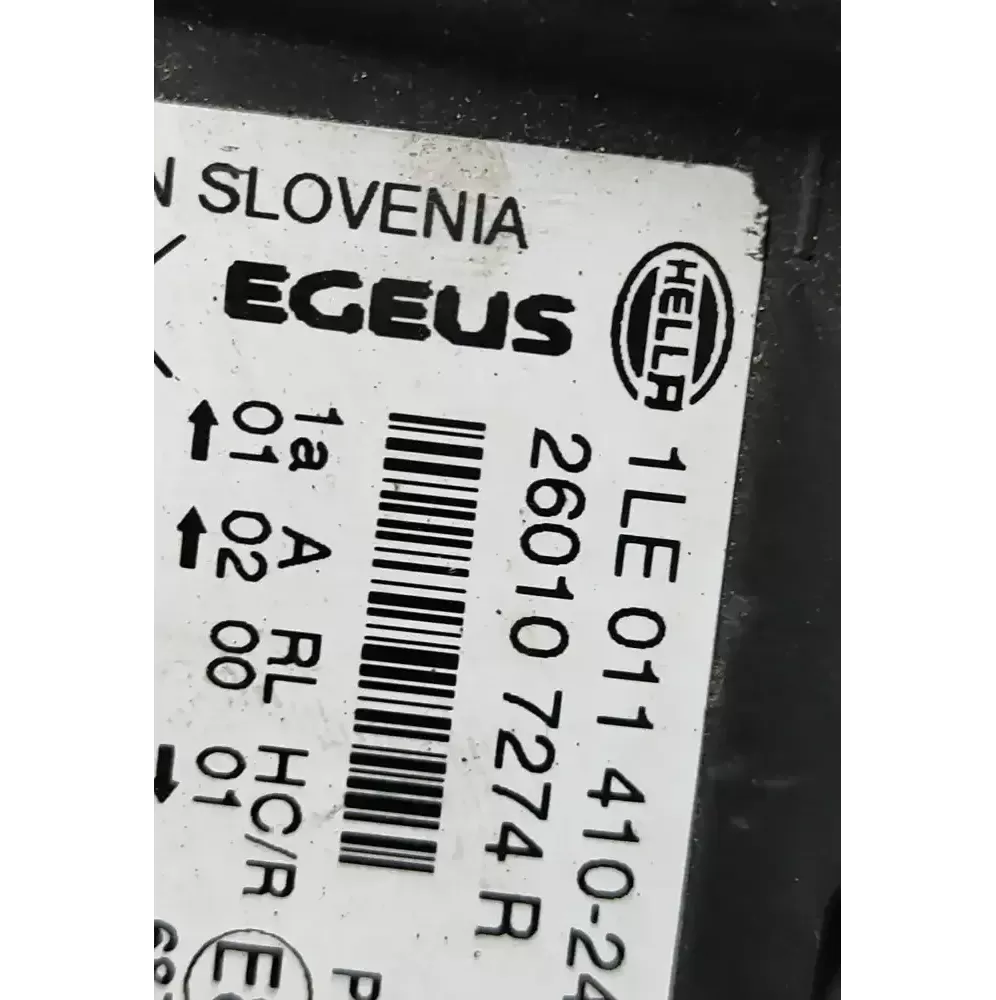 SLOVENIA
EGEUS
HELLA
1LE 011 410-24
26010 7274 R
1a A RL HC/R
01 02 00 01